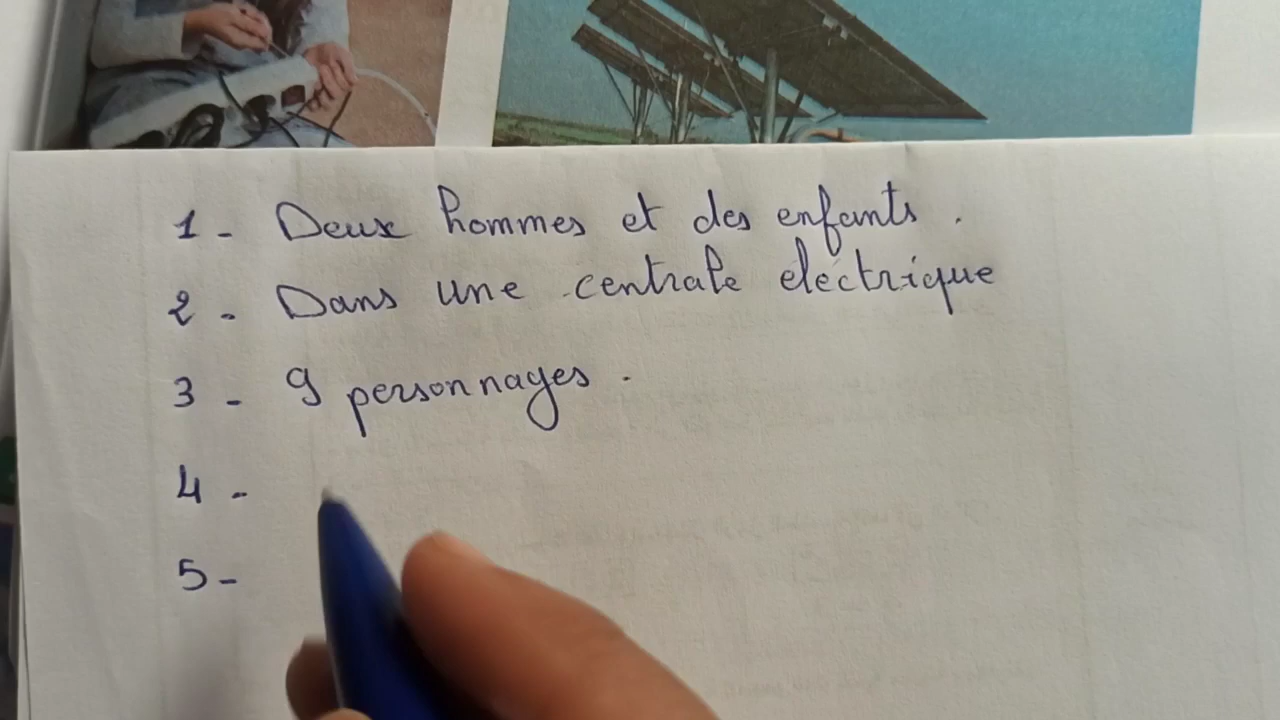 1 - Deux hommes et des enfants.
2 - Dans une centrale électrique
3 - 9 personnages.
4 -
5 -